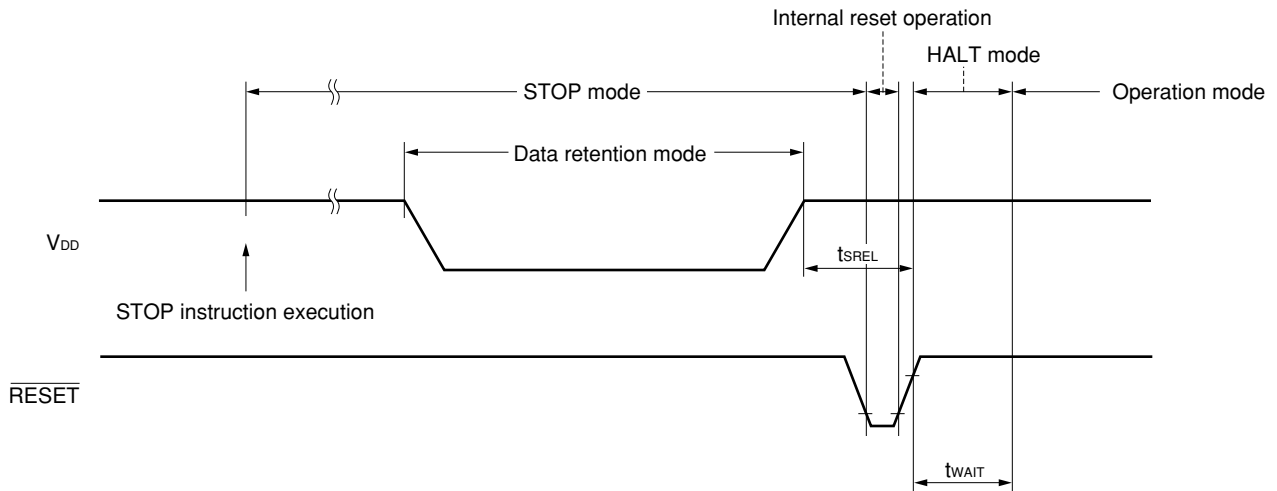 Internal reset operation
HALT mode
STOP mode
Operation mode
Data retention mode
VDD
tSREL
STOP instruction execution
RESET
tWAIT